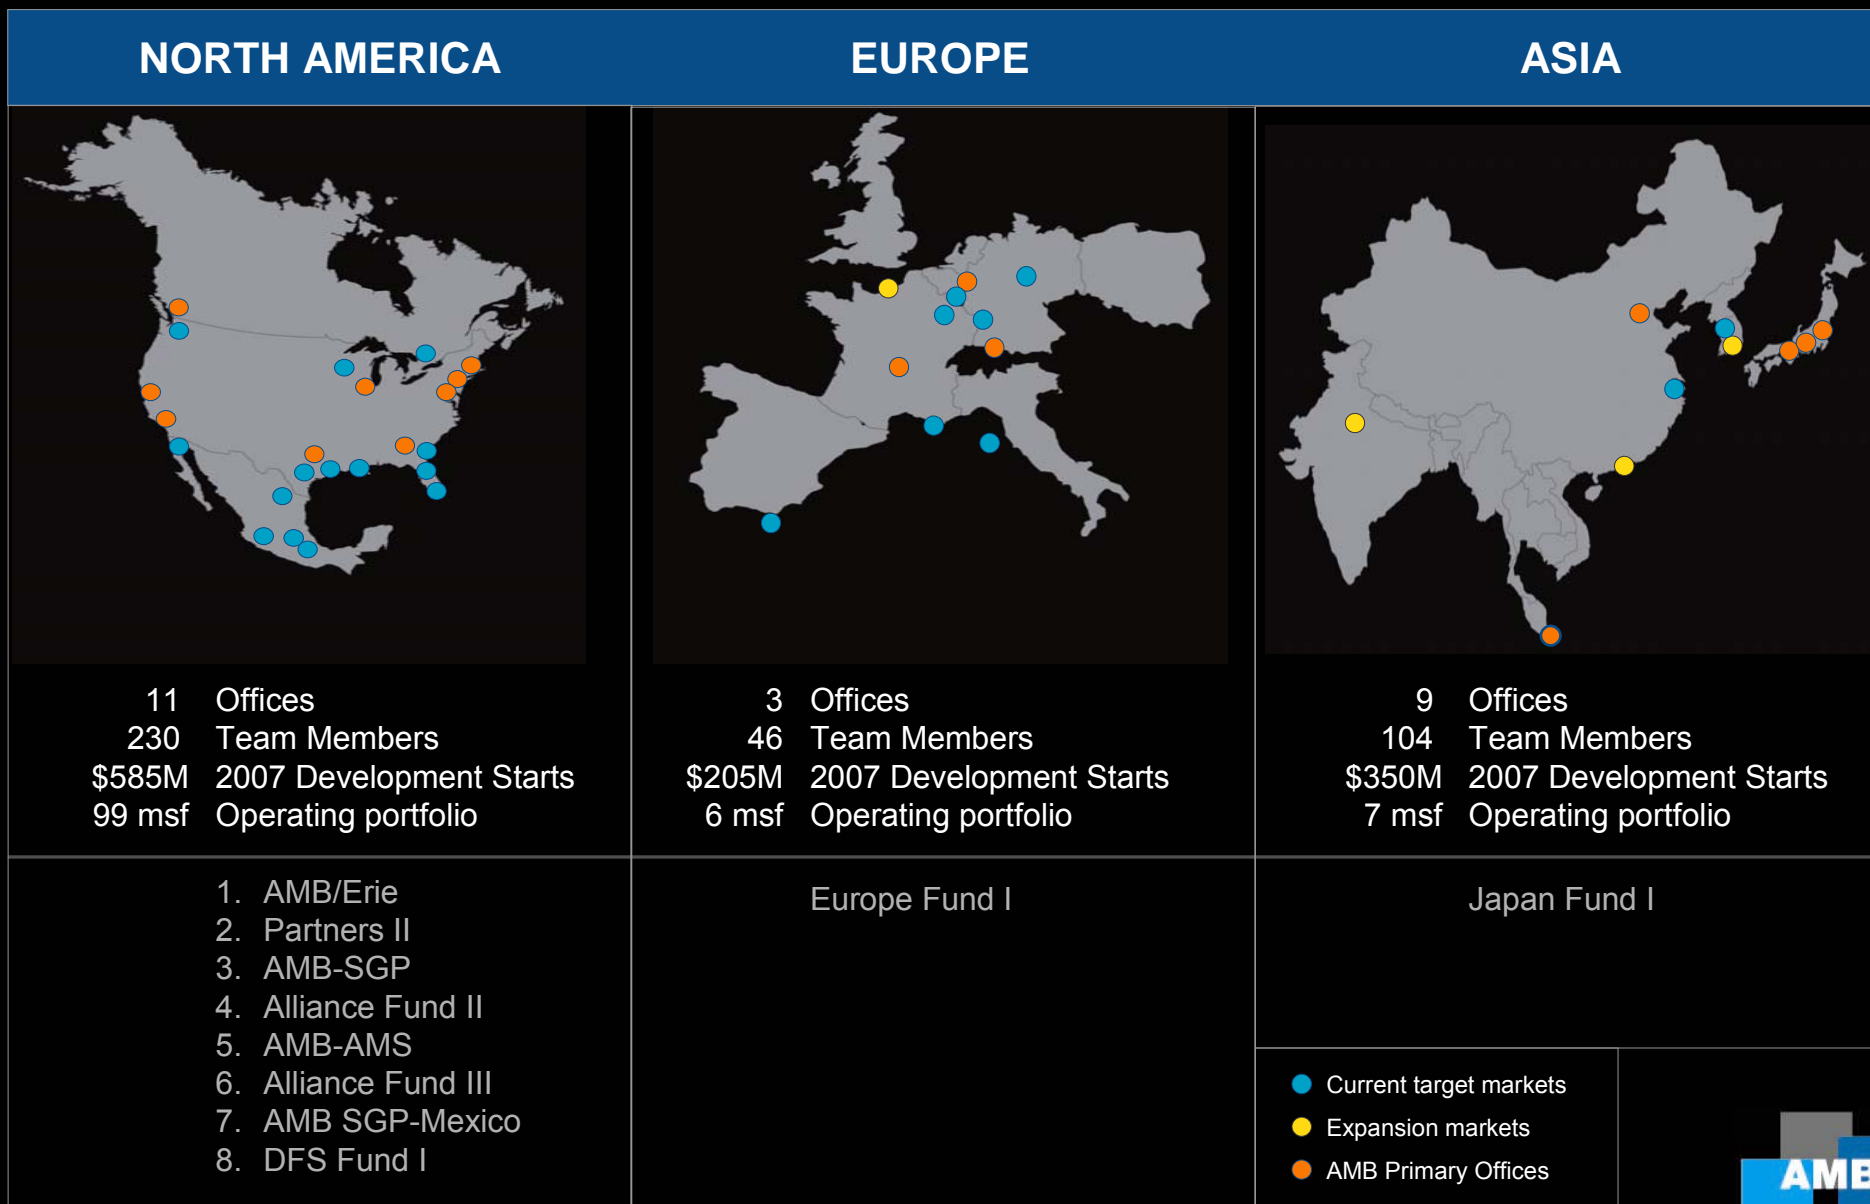 NORTH AMERICA
EUROPE
ASIA
11 Offices
230 Team Members
$585M 2007 Development Starts
99 msf Operating portfolio
3 Offices
46 Team Members
$205M 2007 Development Starts
6 msf Operating portfolio
9 Offices
104 Team Members
$350M 2007 Development Starts
7 msf Operating portfolio
1. AMB/Erie
2. Partners II
3. AMB-SGP
4. Alliance Fund II
5. AMB-AMS
6. Alliance Fund III
7. AMB SGP-Mexico
8. DFS Fund I
Europe Fund I
Japan Fund I
Current target markets
Expansion markets
AMB Primary Offices
AMB